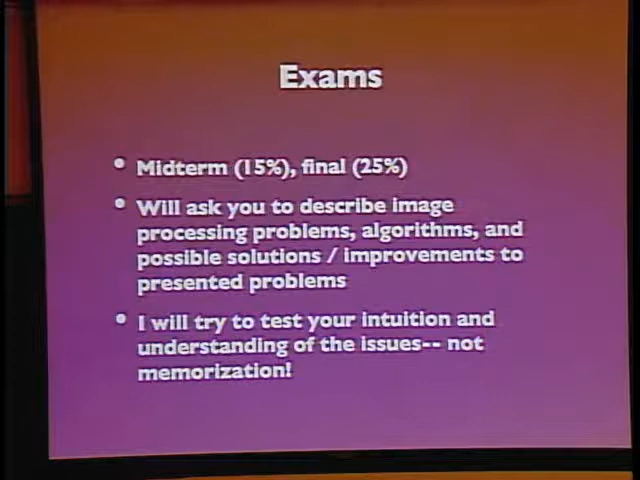 Exams
• Midterm (15%), final (25%)
• Will ask you to describe image
processing problems, algorithms, and
possible solutions / improvements to
presented problems
• I will try to test your intuition and
understanding of the issues-- not
memorization!